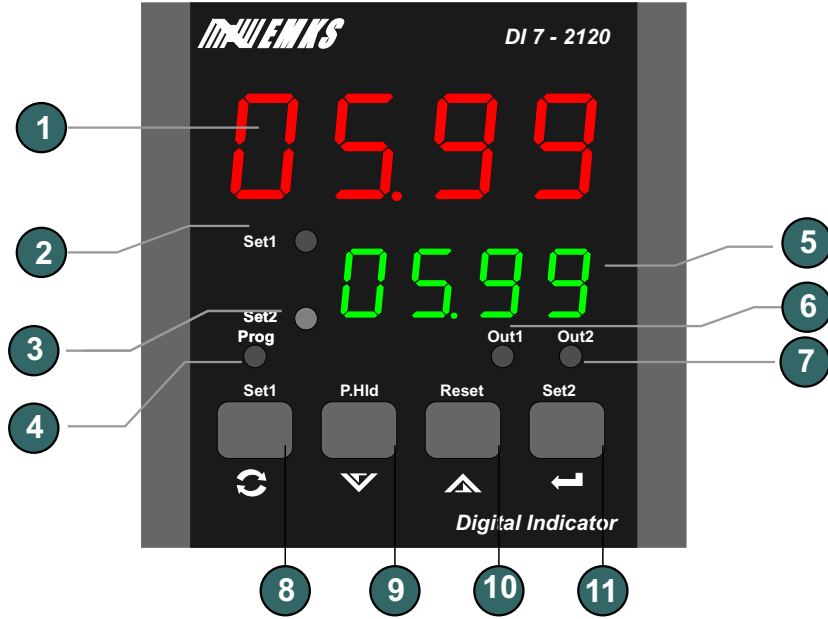 EMKS DI 7 - 2120
1
05.99
2
Set1
05.99
5
6
Set2
3
Prog
Out1 Out2
7
4
Set1 P.Hld Reset Set2
Digital Indicator
8 9 10 11